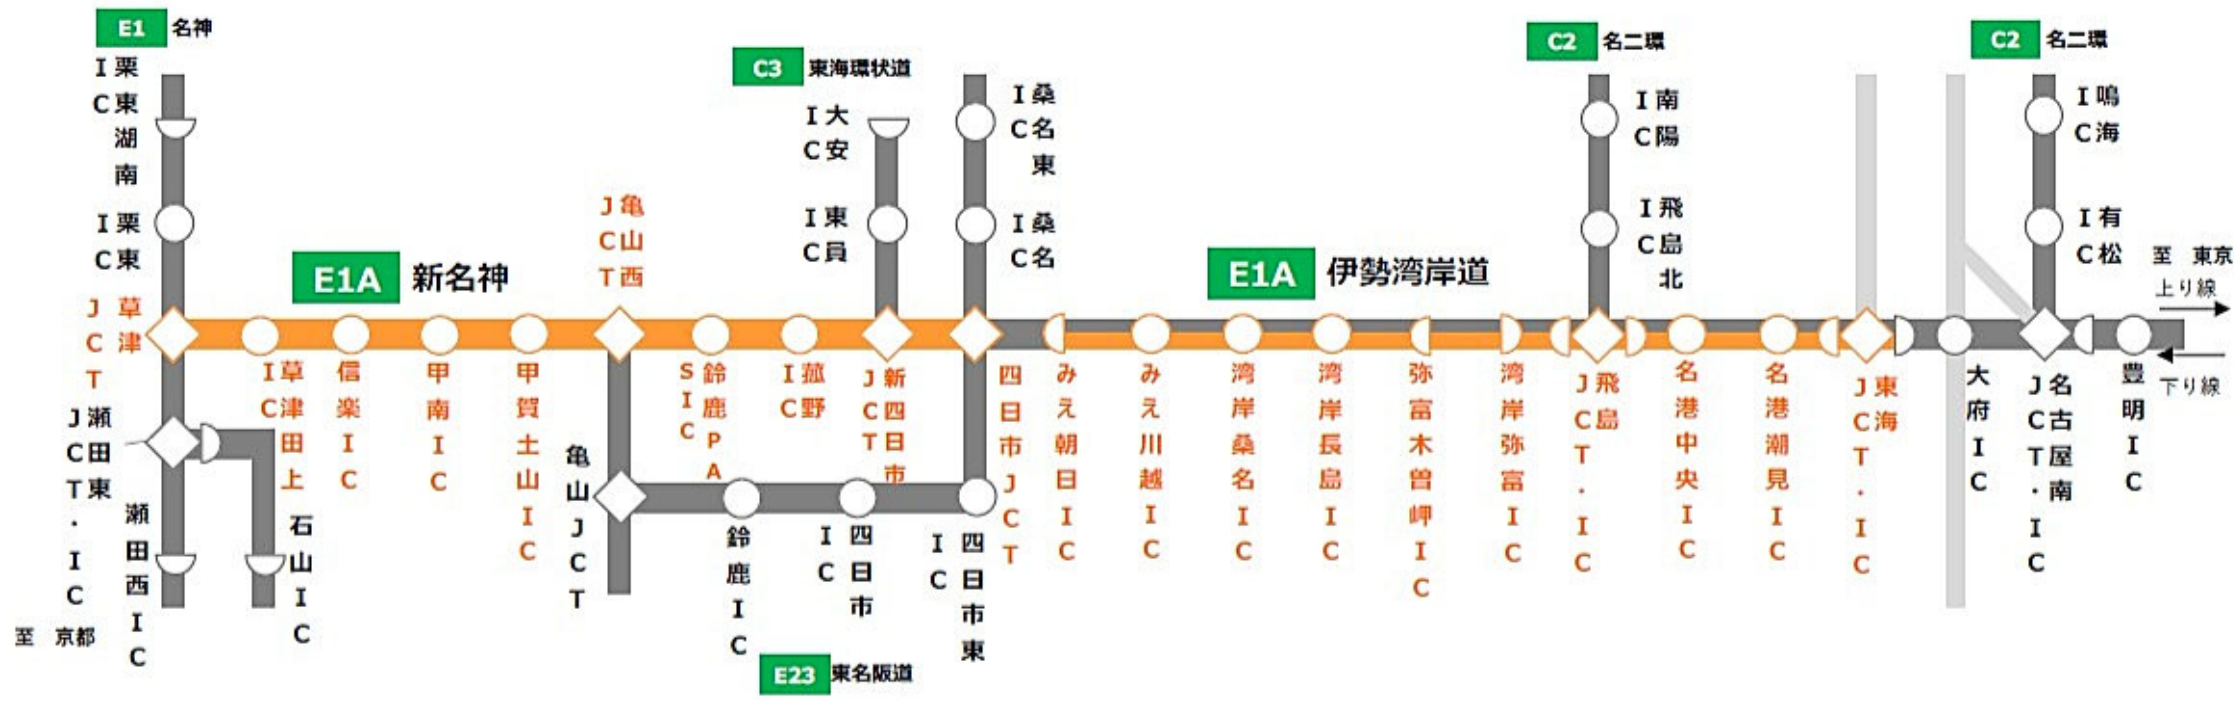 E1 名神
栗東湖南IC
栗東IC
草津JCT
瀬田東JCT・IC
瀬田西IC
石山IC
至 京都
E1A 新名神
草津田上IC
信楽IC
甲南IC
甲賀土山IC
亀山西JCT
亀山JCT
鈴鹿PASIC
菰野IC
新四日市JCT
C3 東海環状道
大安IC
東員IC
桑名東IC
桑名IC
四日市JCT
鈴鹿IC
四日市IC
四日市東IC
E23 東名阪道
E1A 伊勢湾岸道
みえ朝日IC
みえ川越IC
湾岸桑名IC
湾岸長島IC
弥富木曽岬IC
湾岸弥富IC
C2 名二環
南陽IC
飛島北IC
飛島JCT・IC
名港中央IC
名港潮見IC
東海JCT・IC
大府IC
C2 名二環
鳴海IC
有松IC
名古屋南JCT・IC
豊明IC
至 東京
上り線
下り線